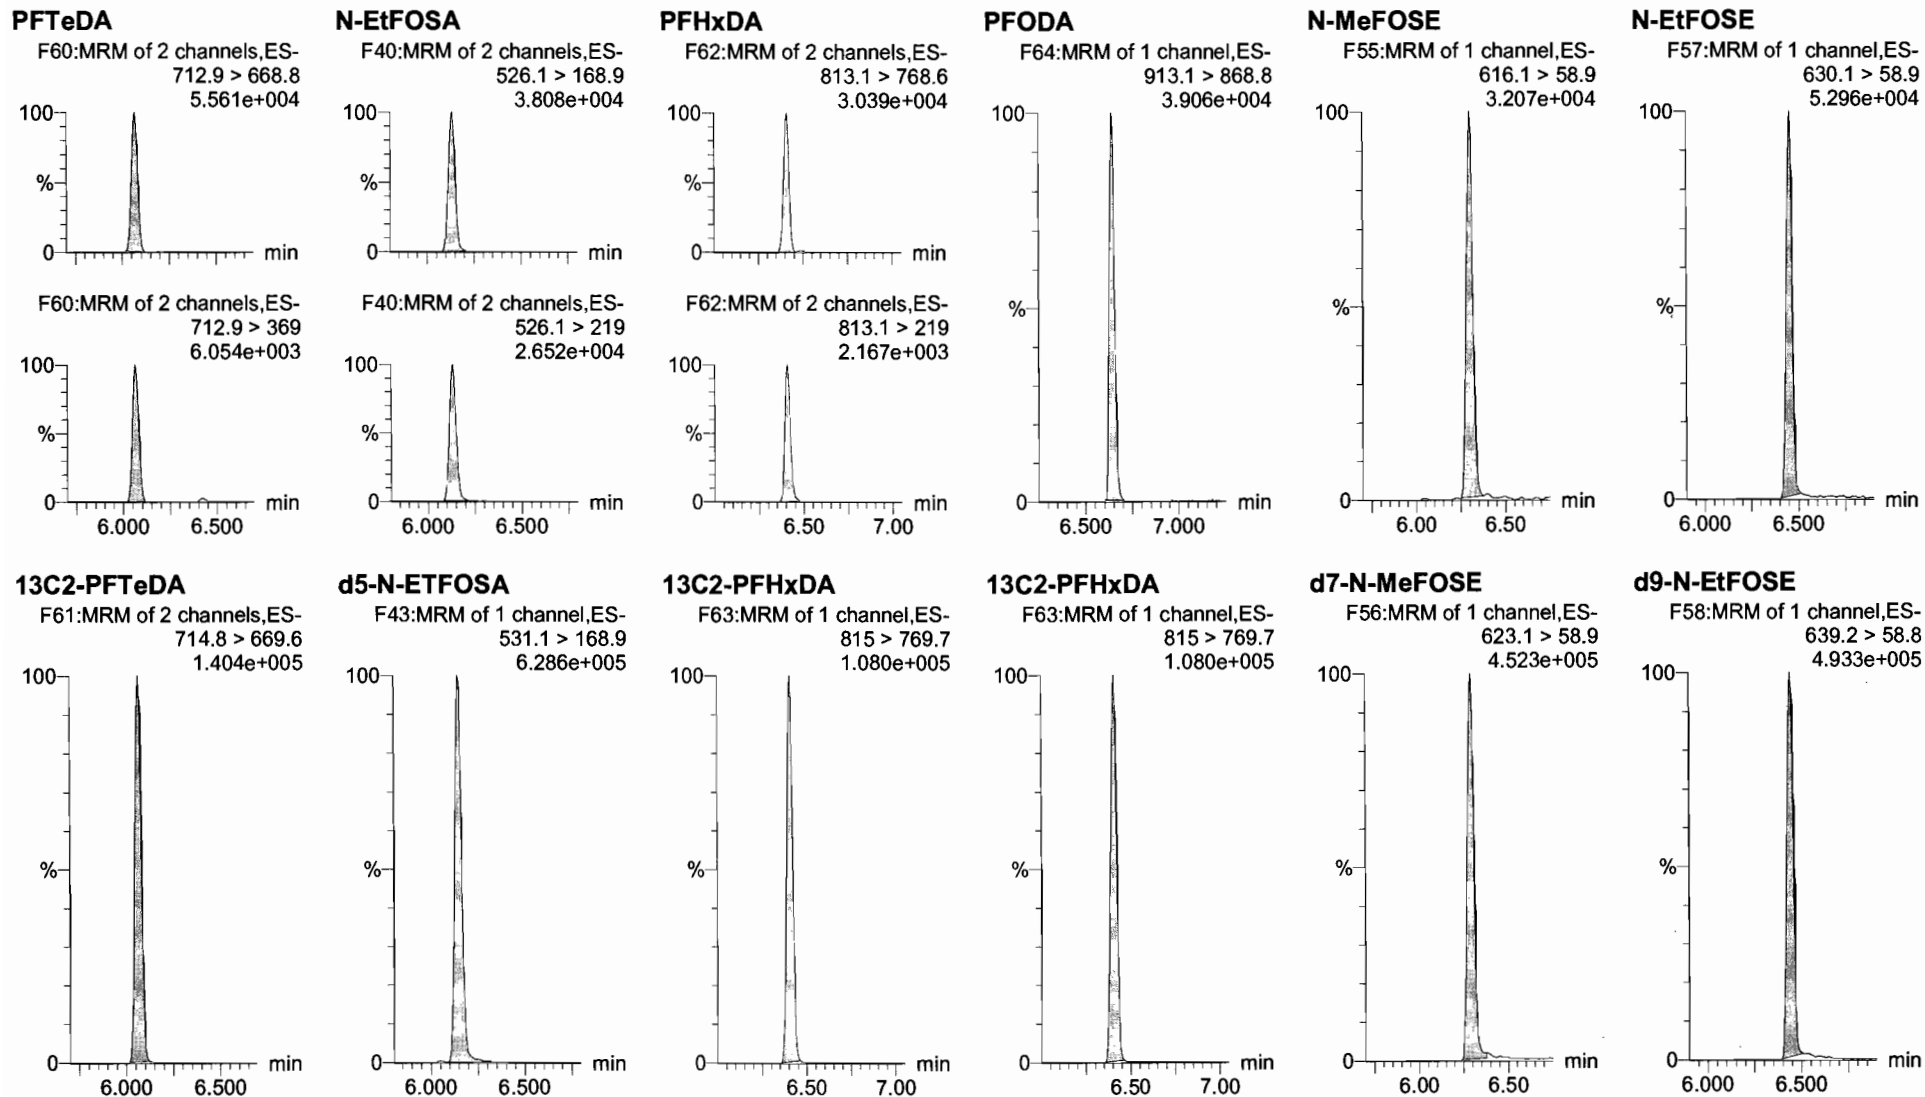 PFTeDA
F60:MRM of 2 channels,ES-
712.9 > 668.8
5.561e+004
100
%
0
min
F60:MRM of 2 channels,ES-
712.9 > 369
6.054e+003
100
%
0
min
6.000 6.500
N-EtFOSA
F40:MRM of 2 channels,ES-
526.1 > 168.9
3.808e+004
100
%
0
min
F40:MRM of 2 channels,ES-
526.1 > 219
2.652e+004
100
%
0
min
6.000 6.500
PFHxDA
F62:MRM of 2 channels,ES-
813.1 > 768.6
3.039e+004
100
%
0
min
F62:MRM of 2 channels,ES-
813.1 > 219
2.167e+003
100
%
0
min
6.50 7.00
PFODA
F64:MRM of 1 channel,ES-
913.1 > 868.8
3.906e+004
100
%
0
min
6.500 7.000
N-MeFOSE
F55:MRM of 1 channel,ES-
616.1 > 58.9
3.207e+004
100
%
0
min
6.00 6.50
N-EtFOSE
F57:MRM of 1 channel,ES-
630.1 > 58.9
5.296e+004
100
%
0
min
6.000 6.500
13C2-PFTeDA
F61:MRM of 2 channels,ES-
714.8 > 669.6
1.404e+005
100
%
0
min
6.000 6.500
d5-N-ETFOSA
F43:MRM of 1 channel,ES-
531.1 > 168.9
6.286e+005
100
%
0
min
6.000 6.500
13C2-PFHxDA
F63:MRM of 1 channel,ES-
815 > 769.7
1.080e+005
100
%
0
min
6.50 7.00
13C2-PFHxDA
F63:MRM of 1 channel,ES-
815 > 769.7
1.080e+005
100
%
0
min
6.50 7.00
d7-N-MeFOSE
F56:MRM of 1 channel,ES-
623.1 > 58.9
4.523e+005
100
%
0
min
6.00 6.50
d9-N-EtFOSE
F58:MRM of 1 channel,ES-
639.2 > 58.8
4.933e+005
100
%
0
min
6.000 6.500